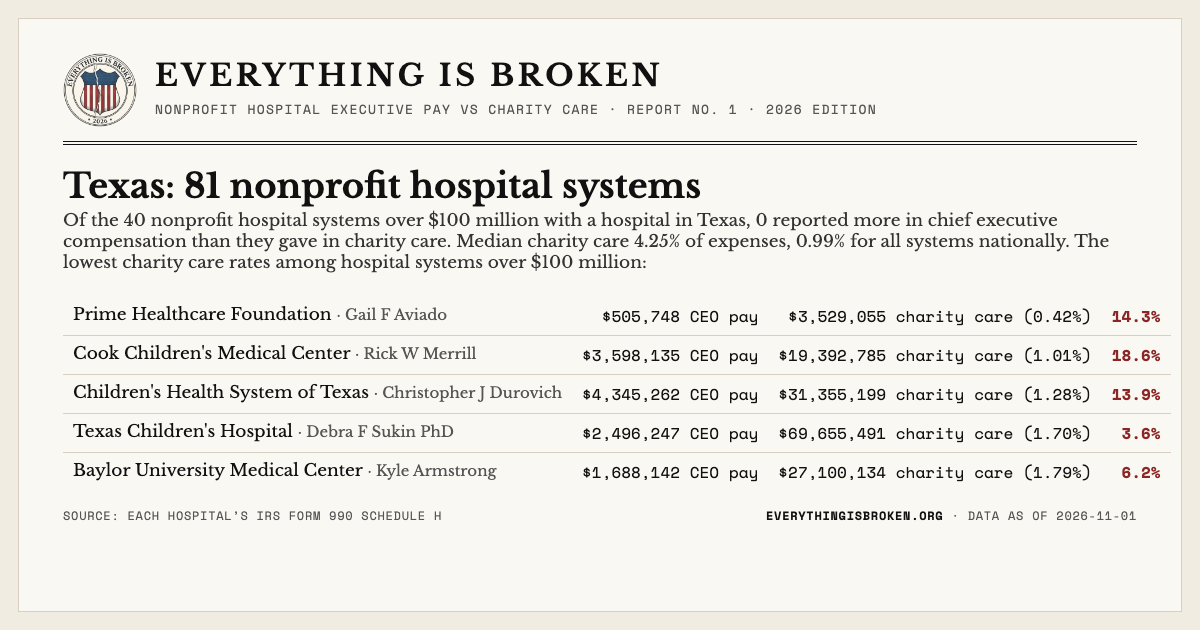 EVERYTHING IS BROKEN
· 2026 ·
EVERYTHING IS BROKEN
NONPROFIT HOSPITAL EXECUTIVE PAY VS CHARITY CARE · REPORT NO. 1 · 2026 EDITION
Texas: 81 nonprofit hospital systems
Of the 40 nonprofit hospital systems over $100 million with a hospital in Texas, 0 reported more in chief executive
compensation than they gave in charity care. Median charity care 4.25% of expenses, 0.99% for all systems nationally. The
lowest charity care rates among hospital systems over $100 million:
Prime Healthcare Foundation · Gail F Aviado $505,748 CEO pay $3,529,055 charity care (0.42%) 14.3%
Cook Children's Medical Center · Rick W Merrill $3,598,135 CEO pay $19,392,785 charity care (1.01%) 18.6%
Children's Health System of Texas · Christopher J Durovich $4,345,262 CEO pay $31,355,199 charity care (1.28%) 13.9%
Texas Children's Hospital · Debra F Sukin PhD $2,496,247 CEO pay $69,655,491 charity care (1.70%) 3.6%
Baylor University Medical Center · Kyle Armstrong $1,688,142 CEO pay $27,100,134 charity care (1.79%) 6.2%
SOURCE: EACH HOSPITAL'S IRS FORM 990 SCHEDULE H EVERYTHINGISBROKEN.ORG · DATA AS OF 2026-11-01